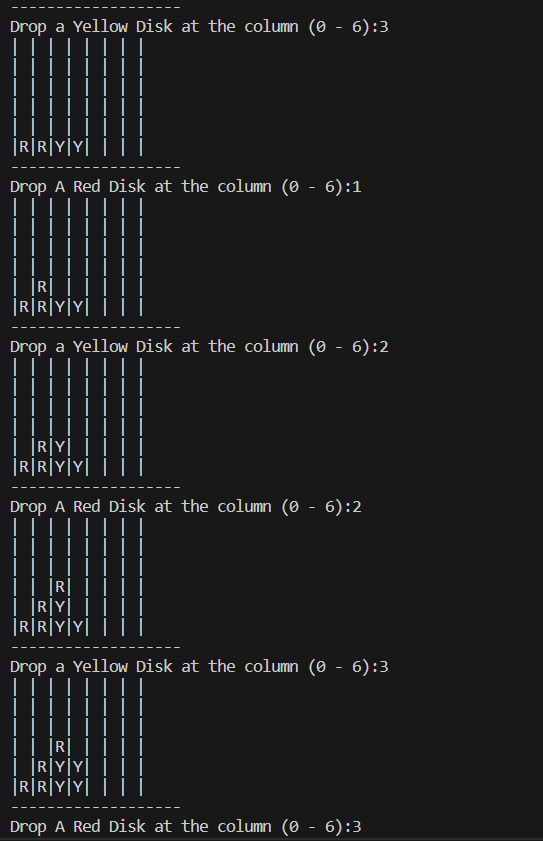 -------------------
Drop a Yellow Disk at the column (0 - 6):3
| | | | | | | |
| | | | | | | |
| | | | | | | |
| | | | | | | |
| | | | | | | |
|R|R|Y|Y| | | |
-------------------
Drop A Red Disk at the column (0 - 6):1
| | | | | | | |
| | | | | | | |
| | | | | | | |
| | | | | | | |
| |R| | | | | |
|R|R|Y|Y| | | |
-------------------
Drop a Yellow Disk at the column (0 - 6):2
| | | | | | | |
| | | | | | | |
| | | | | | | |
| | | | | | | |
| |R|Y| | | | |
|R|R|Y|Y| | | |
-------------------
Drop A Red Disk at the column (0 - 6):2
| | | | | | | |
| | | | | | | |
| | | | | | | |
| | |R| | | | |
| |R|Y| | | | |
|R|R|Y|Y| | | |
-------------------
Drop a Yellow Disk at the column (0 - 6):3
| | | | | | | |
| | | | | | | |
| | | | | | | |
| | |R| | | | |
| |R|Y|Y| | | |
|R|R|Y|Y| | | |
-------------------
Drop A Red Disk at the column (0 - 6):3